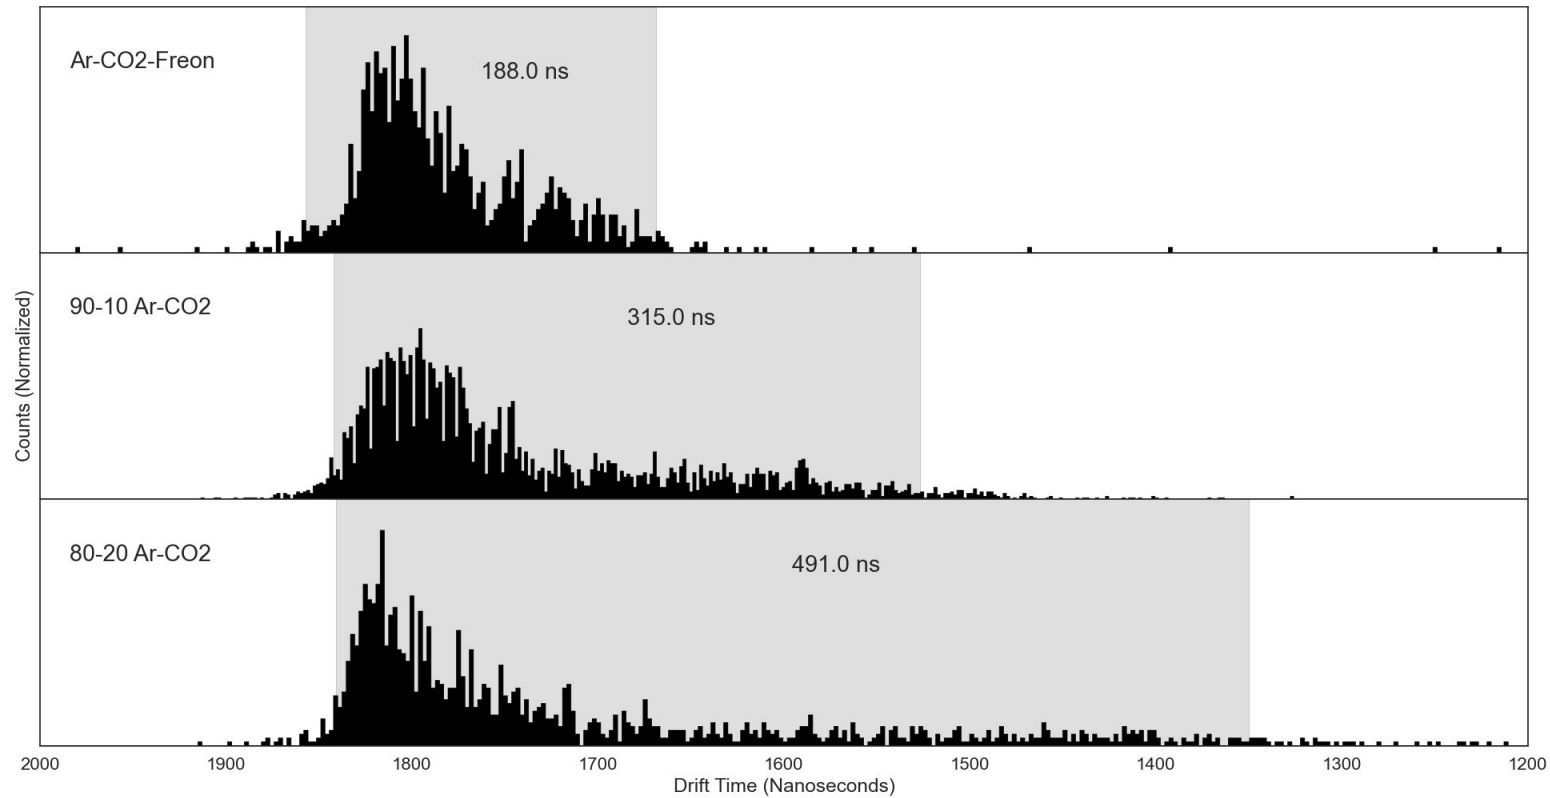 Ar-CO2-Freon
188.0 ns
90-10 Ar-CO2
315.0 ns
Counts (Normalized)
80-20 Ar-CO2
491.0 ns
2000 1900 1800 1700 1600 1500 1400 1300 1200
Drift Time (Nanoseconds)